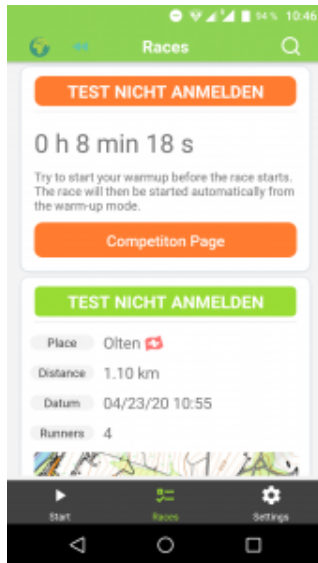 94% 10:46
Races
TEST NICHT ANMELDEN
0 h 8 min 18 s
Try to start your warmup before the race starts.
The race will then be started automatically from
the warm-up mode.
Competiton Page
TEST NICHT ANMELDEN
Place Olten
Distance 1.10 km
Datum 04/23/20 10:55
Runners 4
Start Races Settings